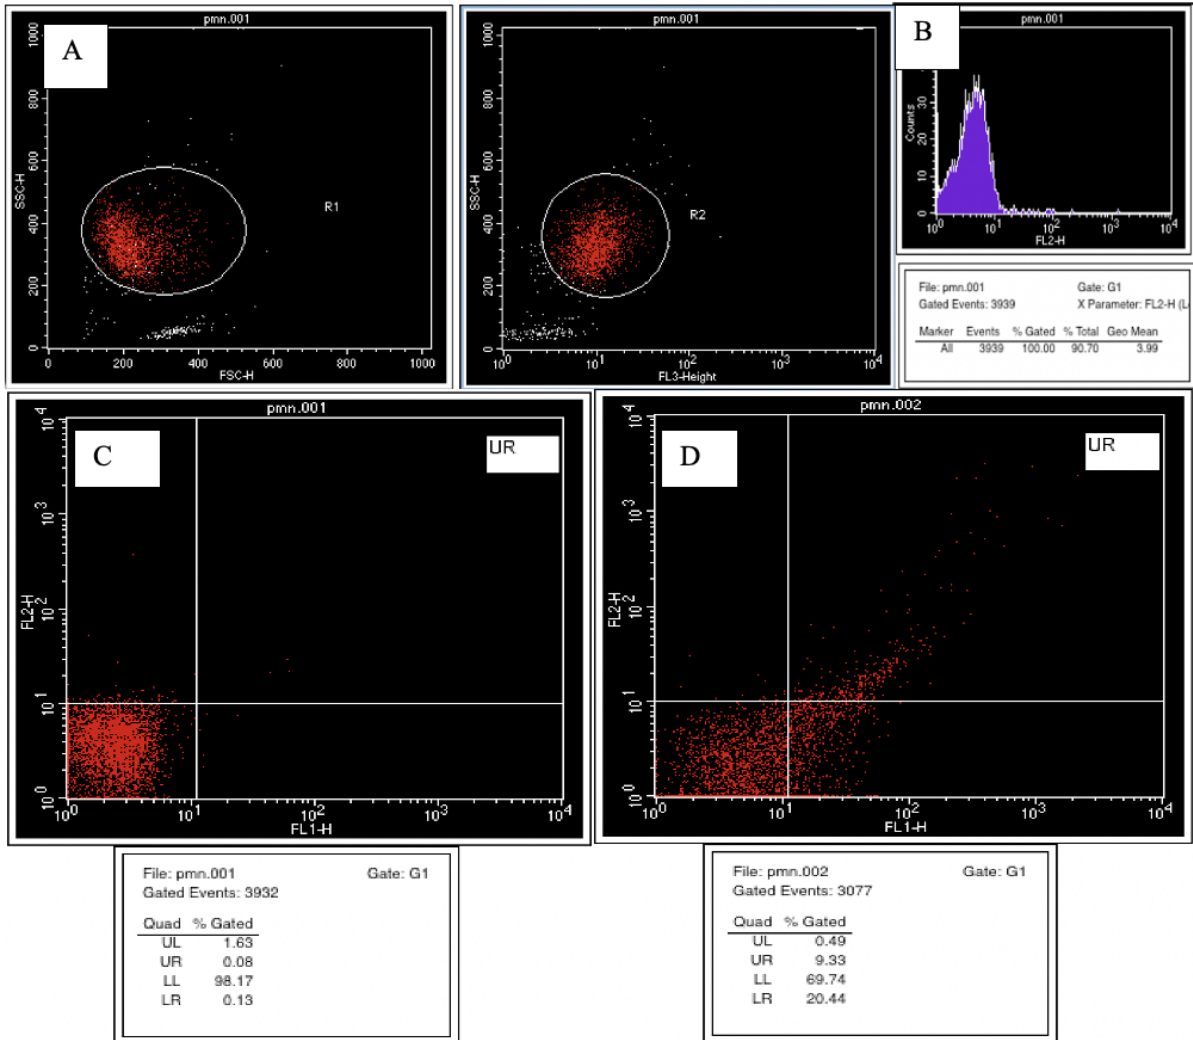 pmn.001
A
1000
800
600
400
200
0
SSC-H
R1
0 200 400 600 800 1000
FSC-H
pmn.001
1000
800
600
400
200
0
SSC-H
R2
10^0 10^1 10^2 10^3 10^4
FL3-Height
pmn.001
B
Counts
30
20
10
0
10^0 10^1 10^2 10^3 10^4
FL2-H
File: pmn.001 Gate: G1
Gated Events: 3939 X Parameter: FL2-H (L
Marker Events % Gated % Total Geo Mean
All 3939 100.00 90.70 3.99
pmn.001
C
UR
10^4
10^3
10^2
10^1
10^0
FL2-H
10^0 10^1 10^2 10^3 10^4
FL1-H
File: pmn.001 Gate: G1
Gated Events: 3932
Quad % Gated
UL 1.63
UR 0.08
LL 98.17
LR 0.13
pmn.002
D
UR
10^4
10^3
10^2
10^1
10^0
FL2-H
10^0 10^1 10^2 10^3 10^4
FL1-H
File: pmn.002 Gate: G1
Gated Events: 3077
Quad % Gated
UL 0.49
UR 9.33
LL 69.74
LR 20.44